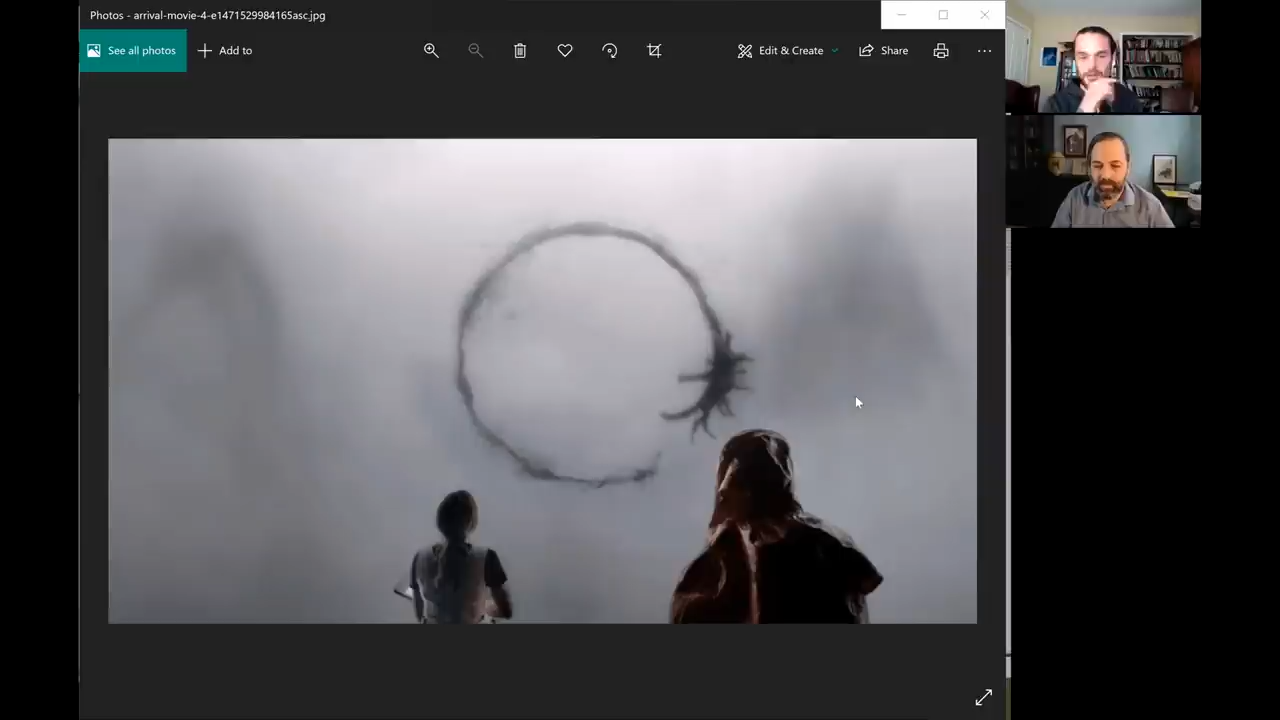 Photos - arrival-movie-4-e1471529984165asc.jpg
See all photos
Add to
Edit & Create
Share